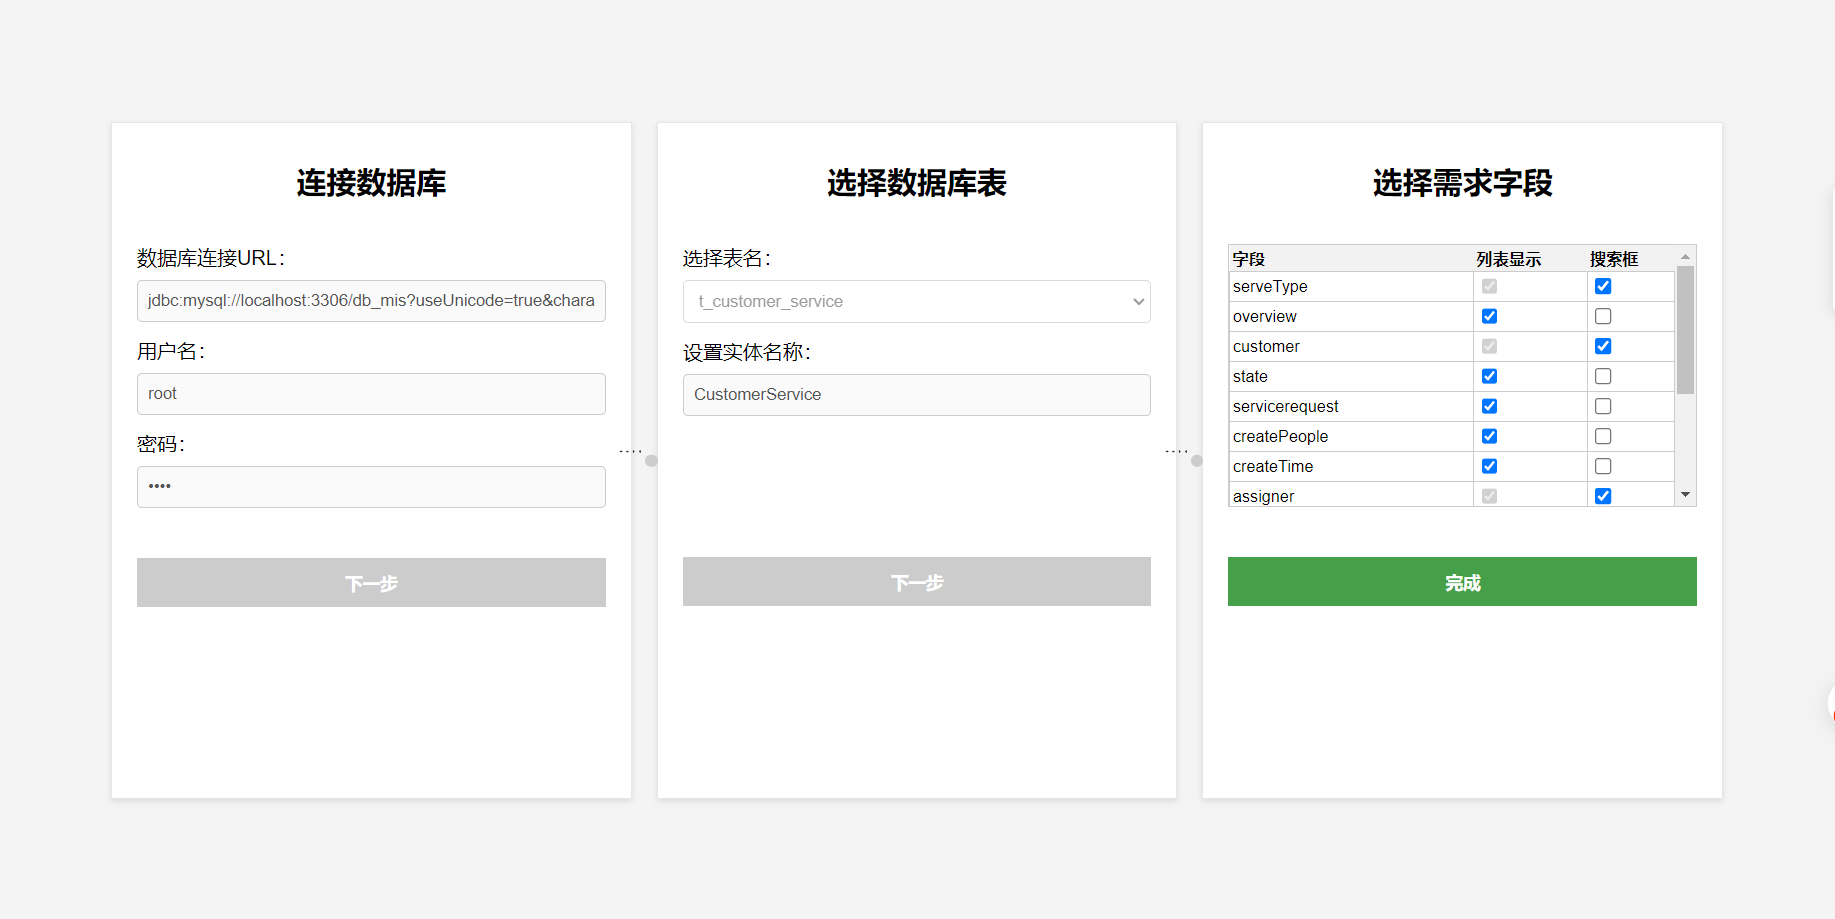 连接数据库
数据库连接URL：
jdbc:mysql://localhost:3306/db_mis?useUnicode=true&chara
用户名：
root
密码：
••••
下一步
选择数据库表
选择表名：
t_customer_service
设置实体名称：
CustomerService
下一步
选择需求字段
字段 列表显示 搜索框
serveType
overview
customer
state
servicerequest
createPeople
createTime
assigner
完成